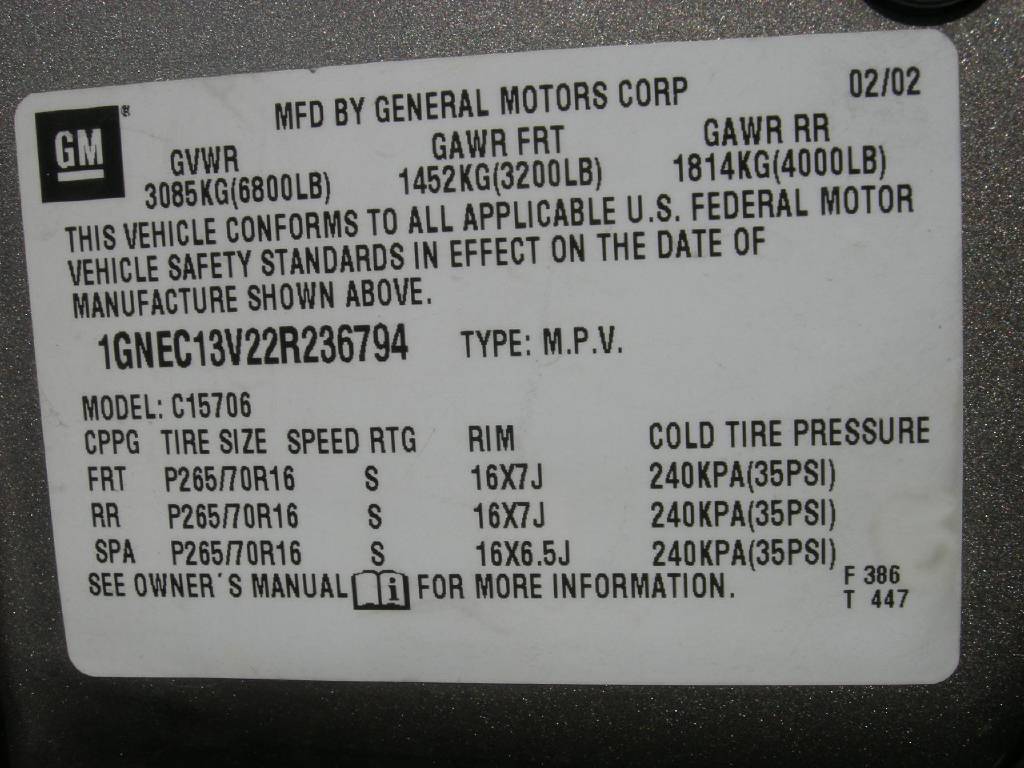 GM ®
MFD BY GENERAL MOTORS CORP 02/02
GVWR GAWR FRT GAWR RR
3085KG(6800LB) 1452KG(3200LB) 1814KG(4000LB)
THIS VEHICLE CONFORMS TO ALL APPLICABLE U.S. FEDERAL MOTOR
VEHICLE SAFETY STANDARDS IN EFFECT ON THE DATE OF
MANUFACTURE SHOWN ABOVE.
1GNEC13V22R236794 TYPE: M.P.V.
MODEL: C15706
CPPG TIRE SIZE SPEED RTG RIM COLD TIRE PRESSURE
FRT P265/70R16 S 16X7J 240KPA(35PSI)
RR P265/70R16 S 16X7J 240KPA(35PSI)
SPA P265/70R16 S 16X6.5J 240KPA(35PSI)
SEE OWNER´S MANUAL i FOR MORE INFORMATION.
F 386
T 447